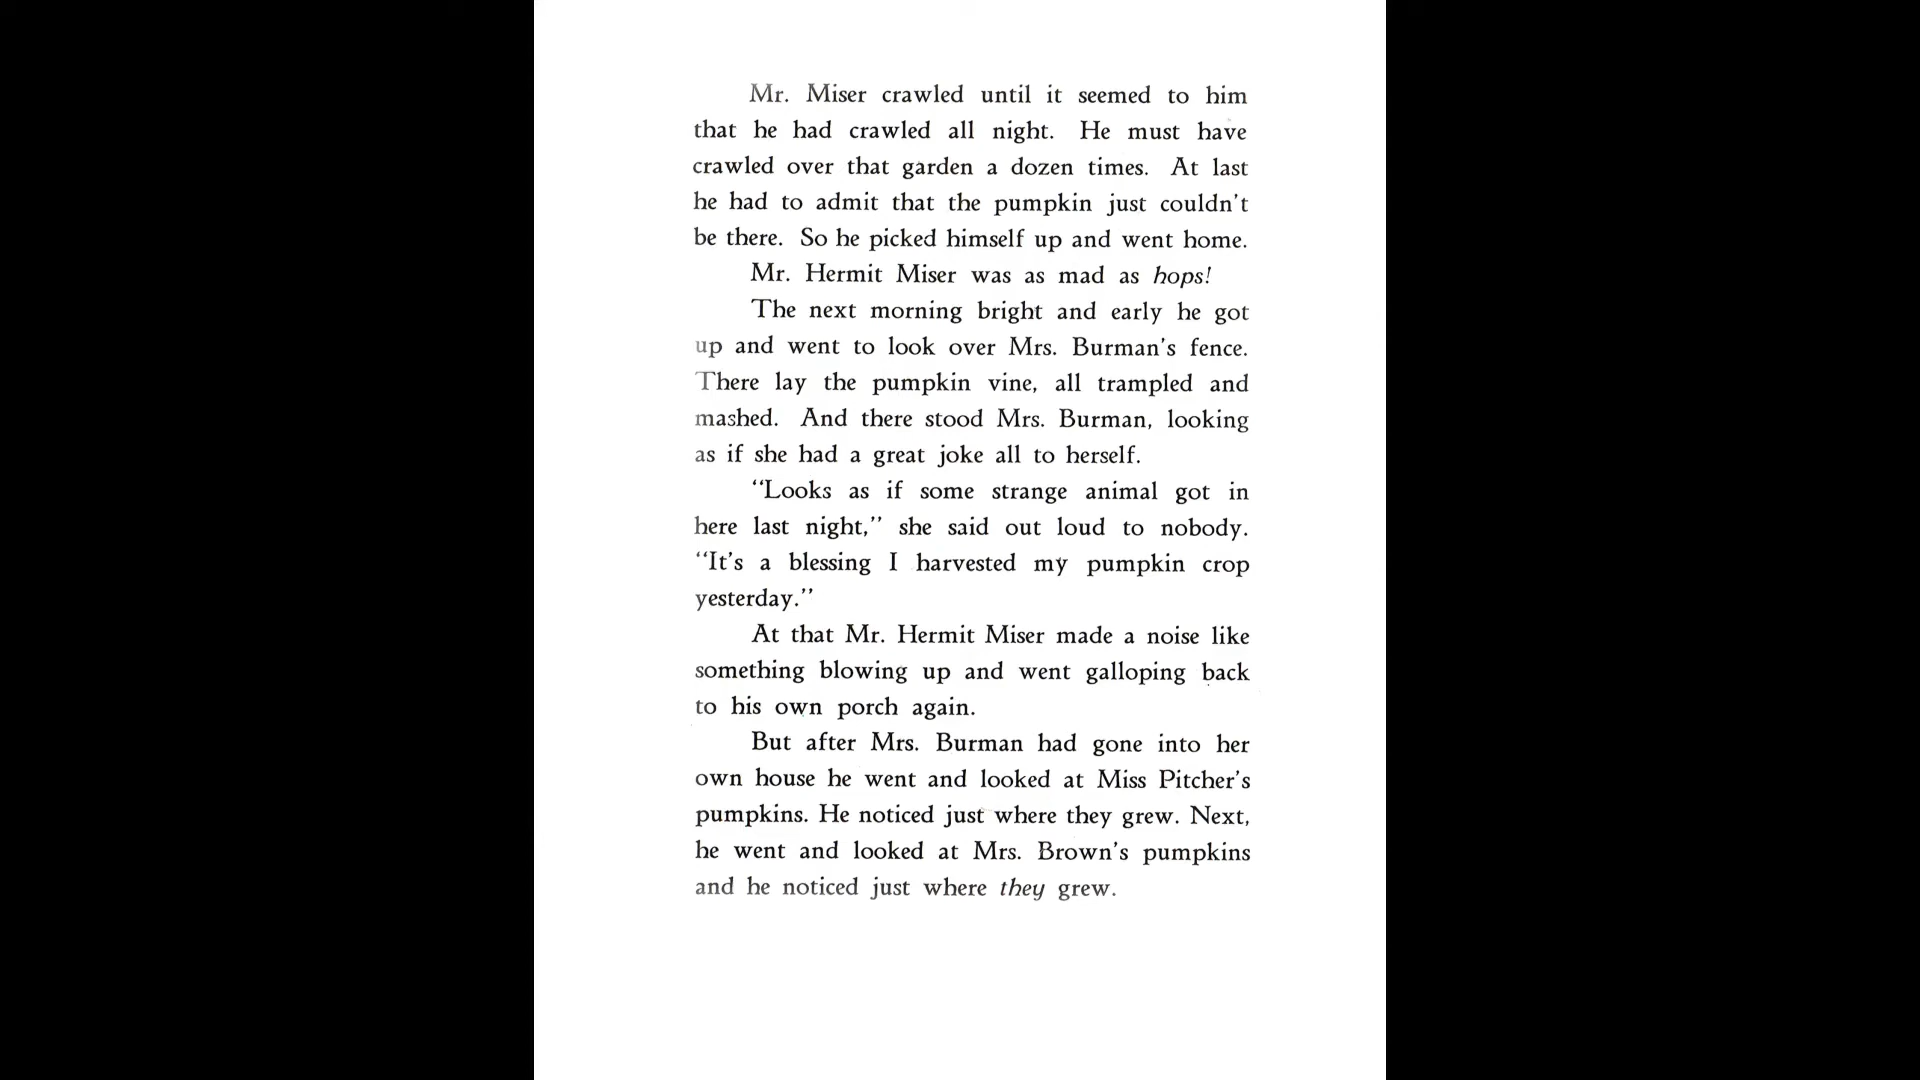 Mr. Miser crawled until it seemed to him
that he had crawled all night. He must have
crawled over that garden a dozen times. At last
he had to admit that the pumpkin just couldn't
be there. So he picked himself up and went home.
Mr. Hermit Miser was as mad as hops!
The next morning bright and early he got
up and went to look over Mrs. Burman's fence.
There lay the pumpkin vine, all trampled and
mashed. And there stood Mrs. Burman, looking
as if she had a great joke all to herself.
"Looks as if some strange animal got in
here last night," she said out loud to nobody.
"It's a blessing I harvested my pumpkin crop
yesterday."
At that Mr. Hermit Miser made a noise like
something blowing up and went galloping back
to his own porch again.
But after Mrs. Burman had gone into her
own house he went and looked at Miss Pitcher's
pumpkins. He noticed just where they grew. Next,
he went and looked at Mrs. Brown's pumpkins
and he noticed just where they grew.